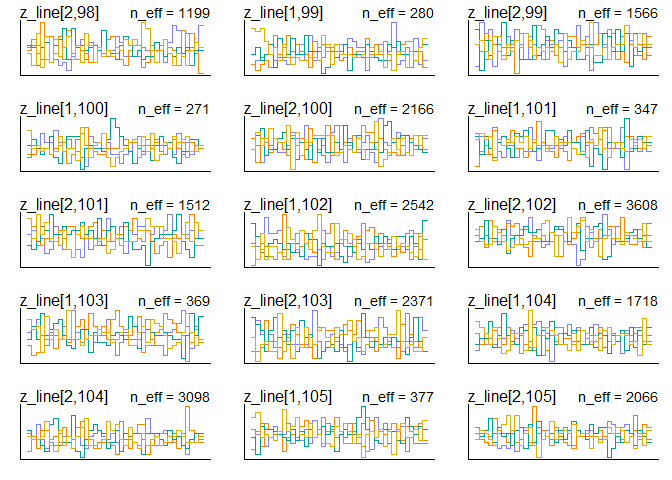 z_line[2,98] n_eff = 1199 z_line[1,99] n_eff = 280 z_line[2,99] n_eff = 1566
z_line[1,100] n_eff = 271 z_line[2,100] n_eff = 2166 z_line[1,101] n_eff = 347
z_line[2,101] n_eff = 1512 z_line[1,102] n_eff = 2542 z_line[2,102] n_eff = 3608
z_line[1,103] n_eff = 369 z_line[2,103] n_eff = 2371 z_line[1,104] n_eff = 1718
z_line[2,104] n_eff = 3098 z_line[1,105] n_eff = 377 z_line[2,105] n_eff = 2066